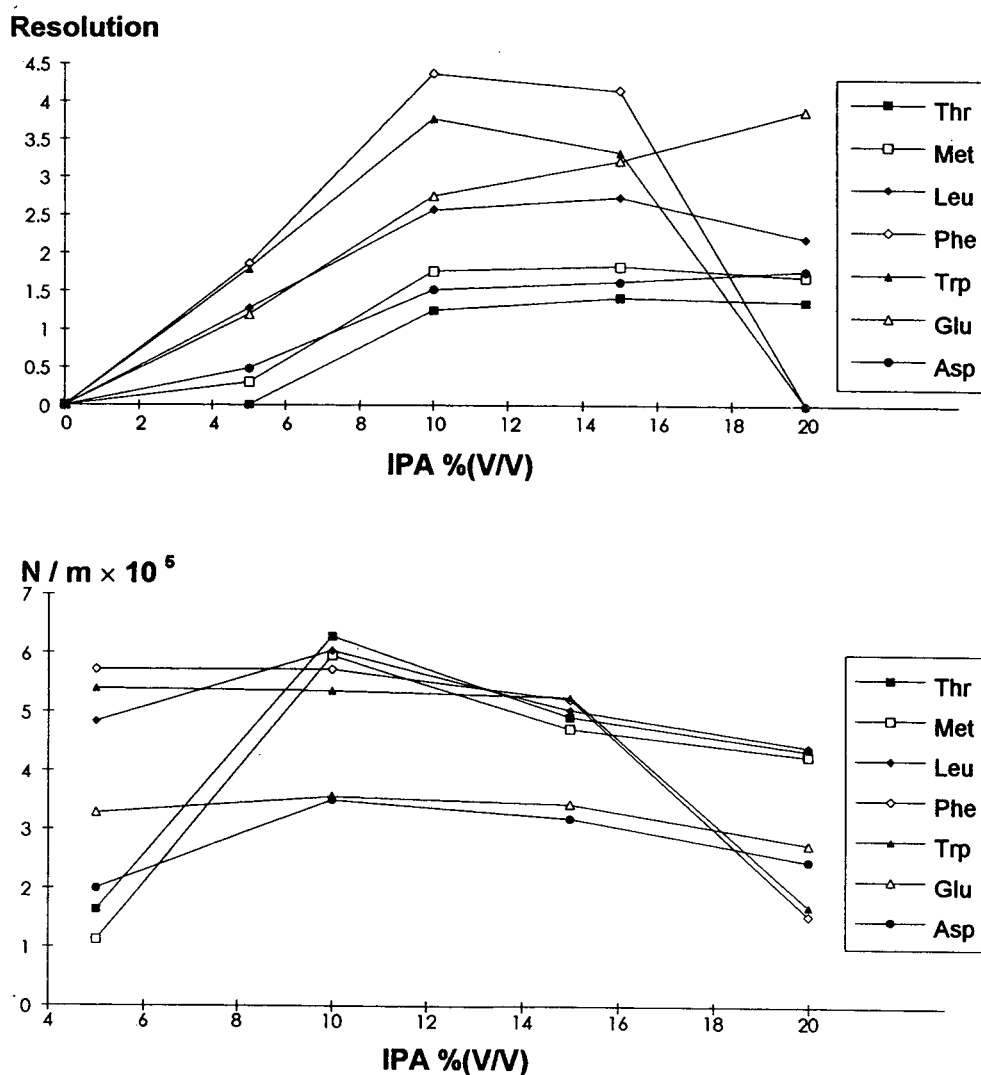 Resolution
4.5
4
3.5
3
2.5
2
1.5
1
0.5
0
0 2 4 6 8 10 12 14 16 18 20
IPA %(V/V)
Thr
Met
Leu
Phe
Trp
Glu
Asp
N / m × 10 5
7
6
5
4
3
2
1
0
4 6 8 10 12 14 16 18 20
IPA %(V/V)
Thr
Met
Leu
Phe
Trp
Glu
Asp